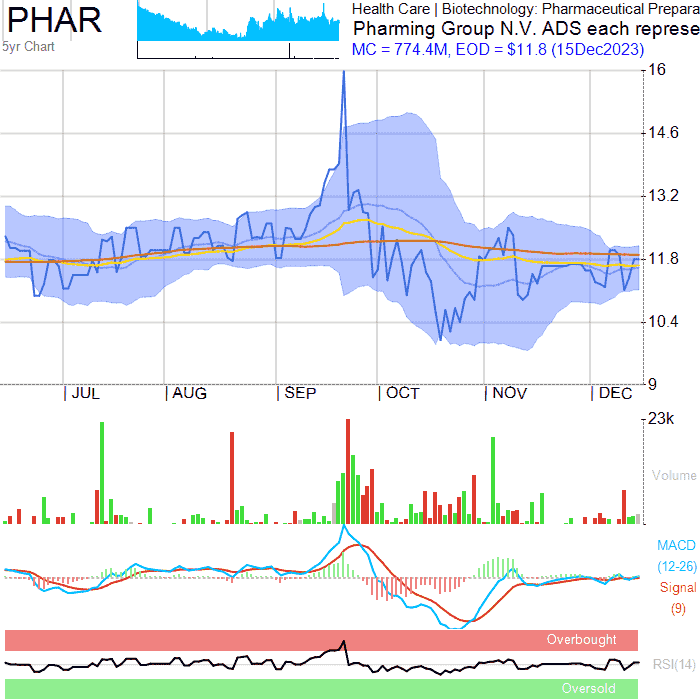 PHAR
5yr Chart
Health Care | Biotechnology: Pharmaceutical Prepara
Pharming Group N.V. ADS each represe
MC = 774.4M, EOD = $11.8 (15Dec2023)
16
14.6
13.2
11.8
10.4
9
JUL AUG SEP OCT NOV DEC
23k
Volume
MACD
(12-26)
Signal
(9)
Overbought
RSI(14)
Oversold